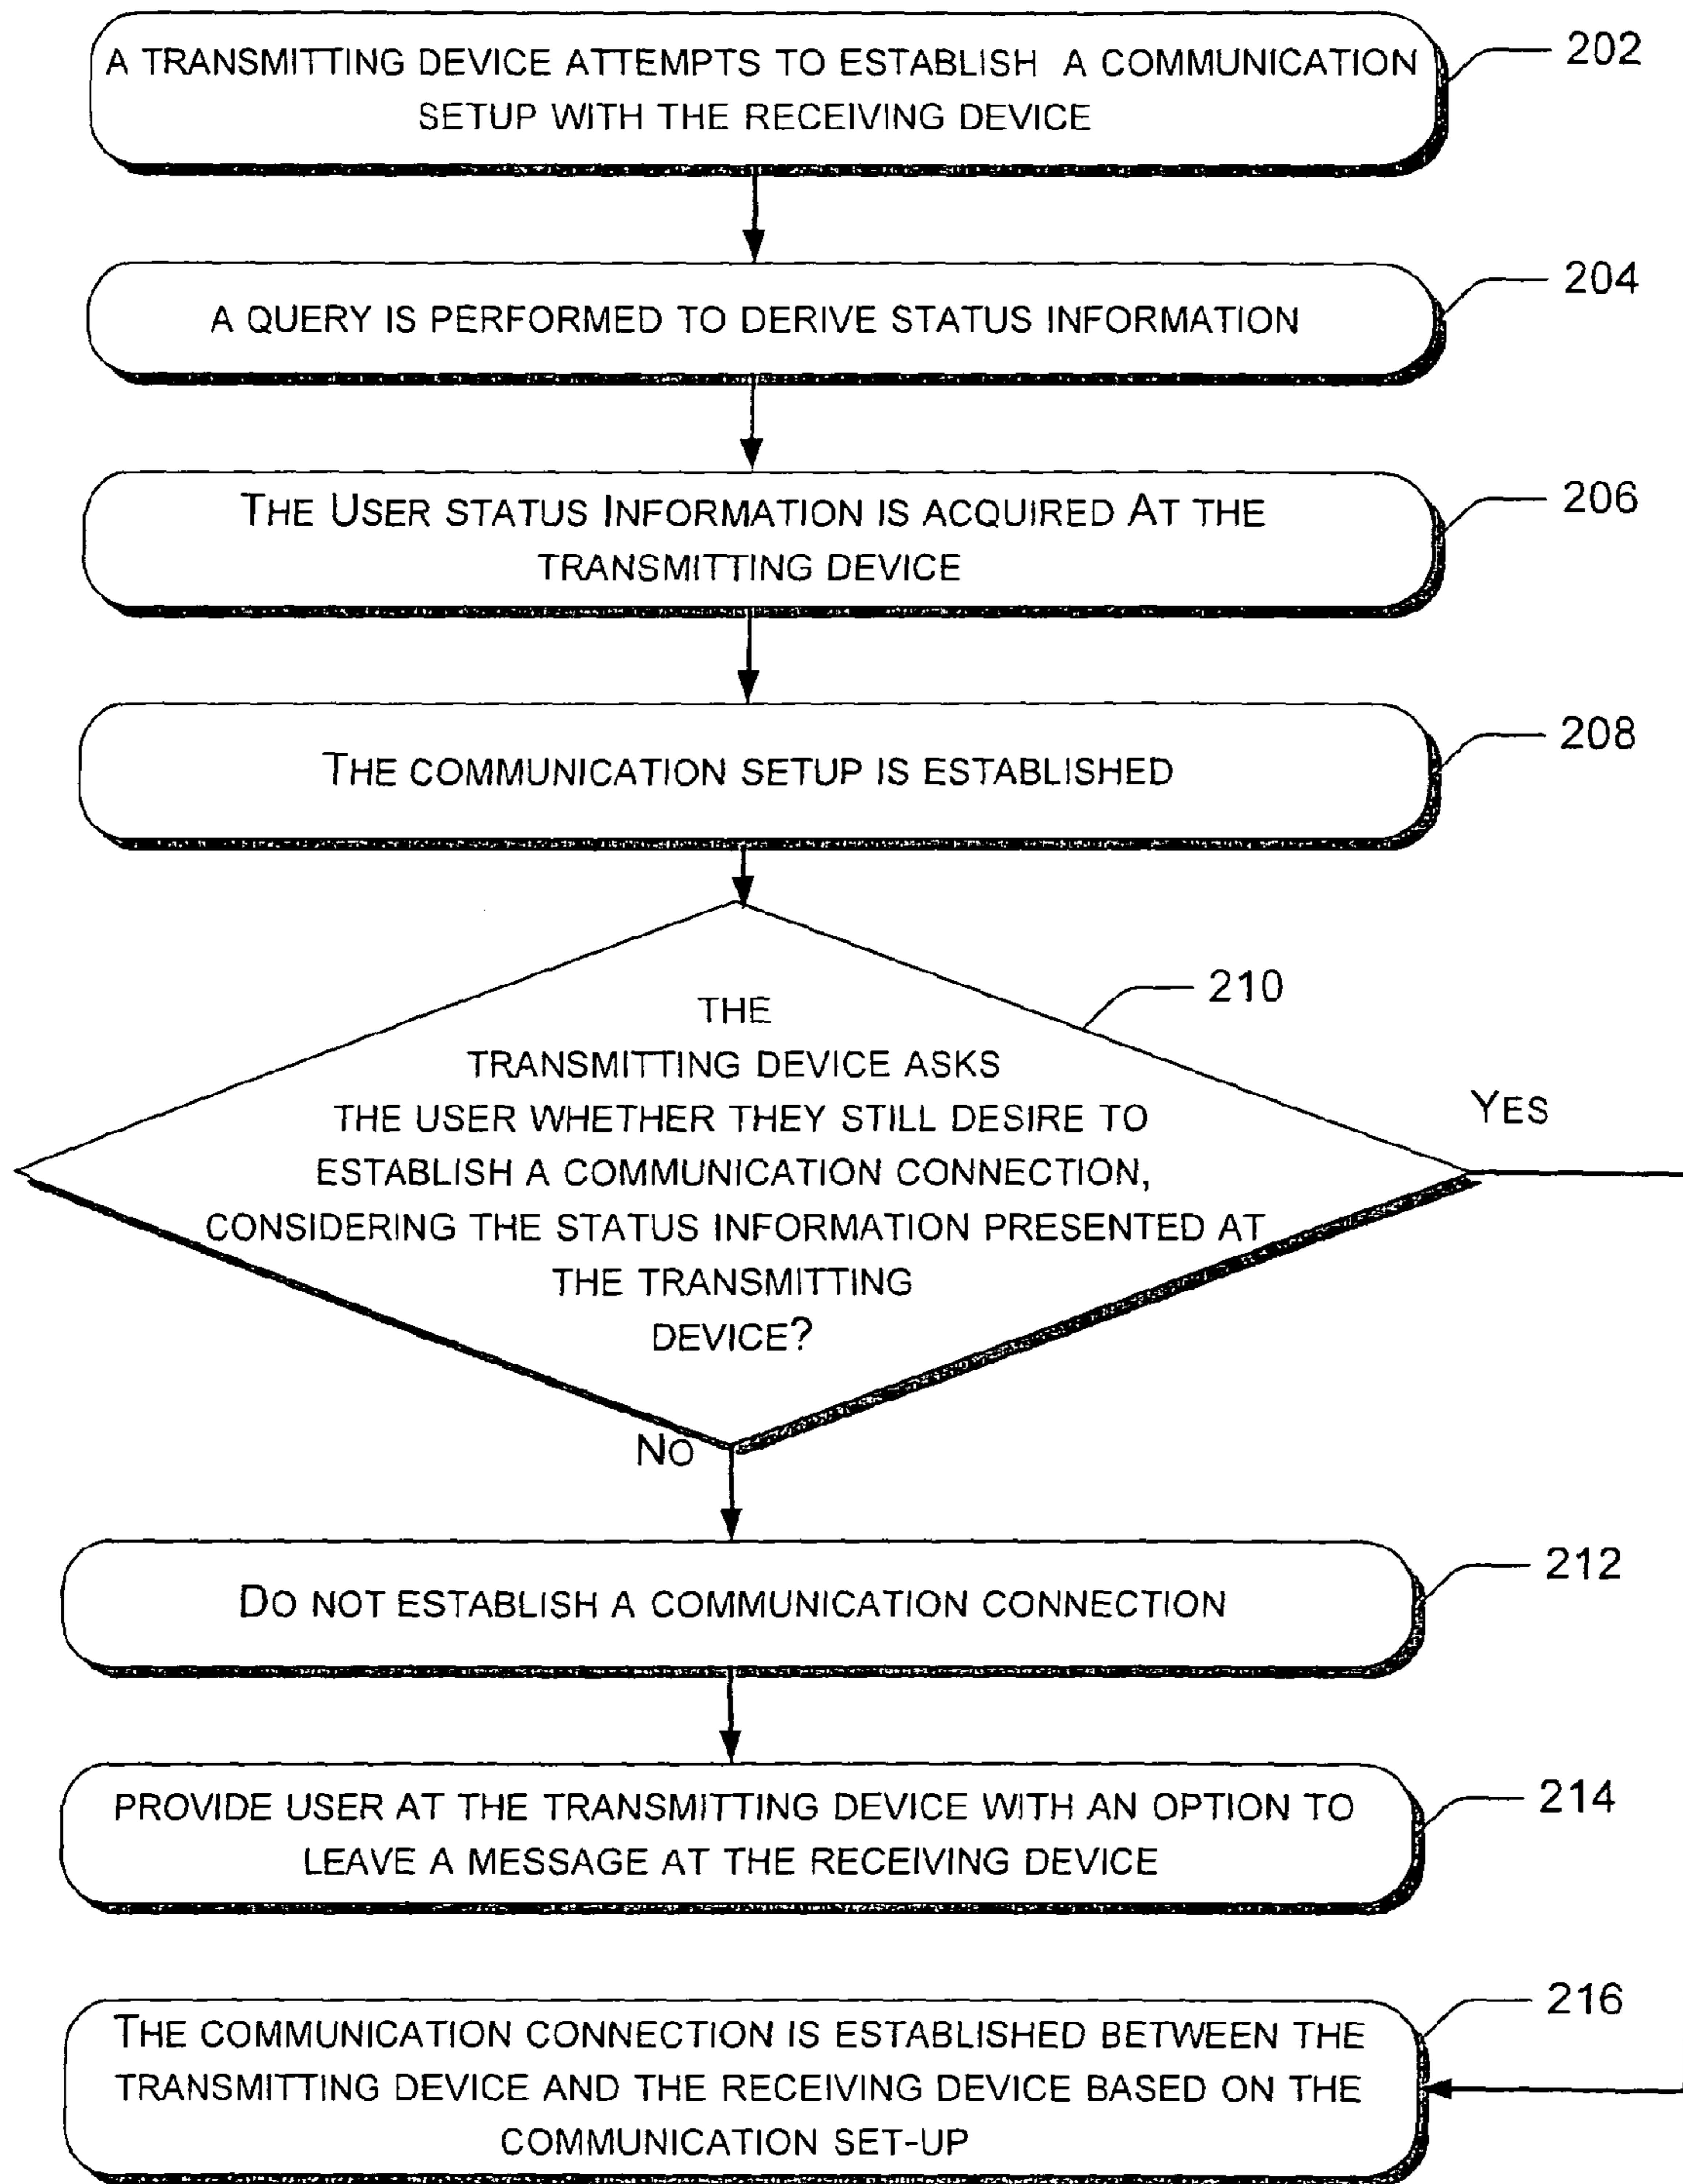 A TRANSMITTING DEVICE ATTEMPTS TO ESTABLISH A COMMUNICATION
SETUP WITH THE RECEIVING DEVICE
202
A QUERY IS PERFORMED TO DERIVE STATUS INFORMATION
204
THE USER STATUS INFORMATION IS ACQUIRED AT THE
TRANSMITTING DEVICE
206
THE COMMUNICATION SETUP IS ESTABLISHED
208
THE
TRANSMITTING DEVICE ASKS
THE USER WHETHER THEY STILL DESIRE TO
ESTABLISH A COMMUNICATION CONNECTION,
CONSIDERING THE STATUS INFORMATION PRESENTED AT
THE TRANSMITTING
DEVICE?
210
YES
NO
DO NOT ESTABLISH A COMMUNICATION CONNECTION
212
PROVIDE USER AT THE TRANSMITTING DEVICE WITH AN OPTION TO
LEAVE A MESSAGE AT THE RECEIVING DEVICE
214
THE COMMUNICATION CONNECTION IS ESTABLISHED BETWEEN THE
TRANSMITTING DEVICE AND THE RECEIVING DEVICE BASED ON THE
COMMUNICATION SET-UP
216